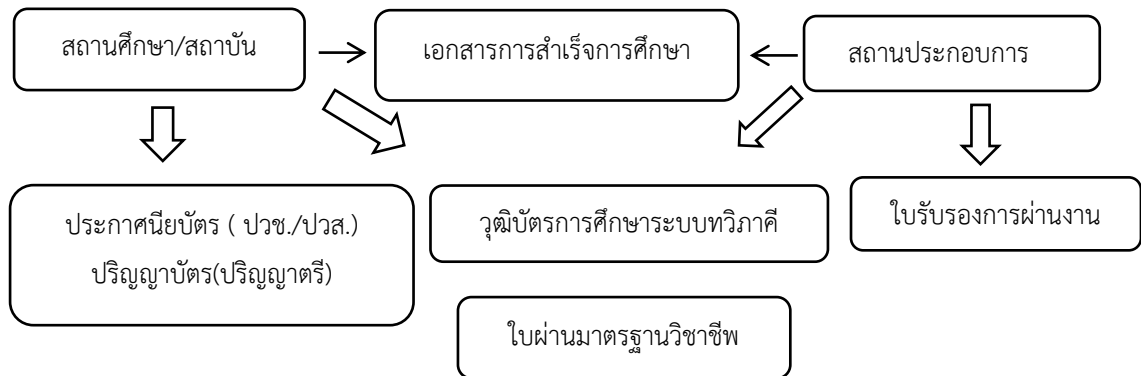 สถานศึกษา/สถาบัน
เอกสารการสำเร็จการศึกษา
สถานประกอบการ
ประกาศนียบัตร ( ปวช./ปวส.)
ปริญญาบัตร(ปริญญาตรี)
วุฒิบัตรการศึกษาระบบทวิภาคี
ใบรับรองการผ่านงาน
ใบผ่านมาตรฐานวิชาชีพ